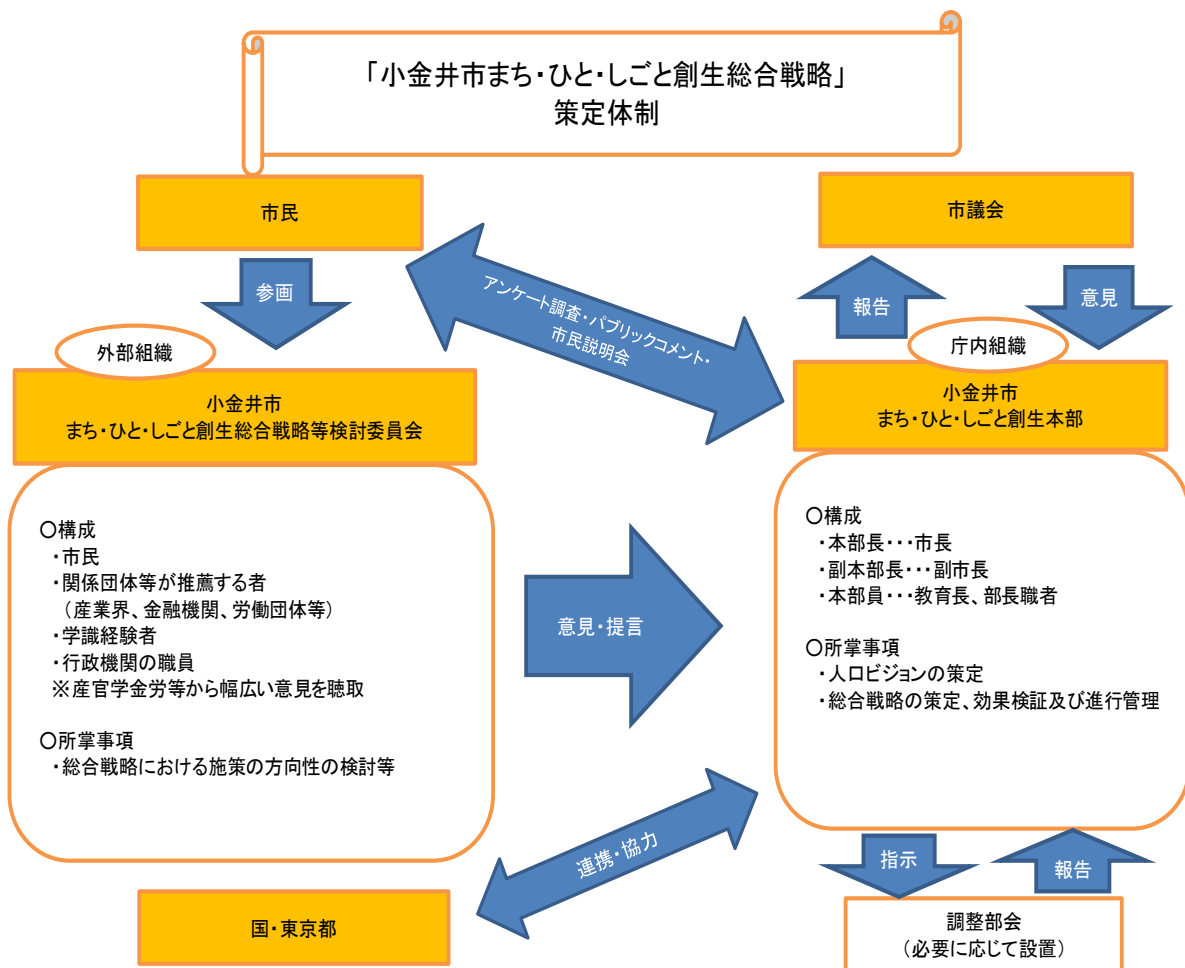 「小金井市まち・ひと・しごと創生総合戦略」
策定体制
市民
市議会
参画
アンケート調査・パブリックコメント・
市民説明会
報告
意見
外部組織
小金井市
まち・ひと・しごと創生総合戦略等検討委員会
庁内組織
小金井市
まち・ひと・しごと創生本部
○構成
・市民
・関係団体等が推薦する者
（産業界、金融機関、労働団体等）
・学識経験者
・行政機関の職員
※産官学金労等から幅広い意見を聴取
○所掌事項
・総合戦略における施策の方向性の検討等
意見・提言
○構成
・本部長・・・市長
・副本部長・・・副市長
・本部員・・・教育長、部長職者
○所掌事項
・人口ビジョンの策定
・総合戦略の策定、効果検証及び進行管理
連携・協力
指示
報告
国・東京都
調整部会
（必要に応じて設置）